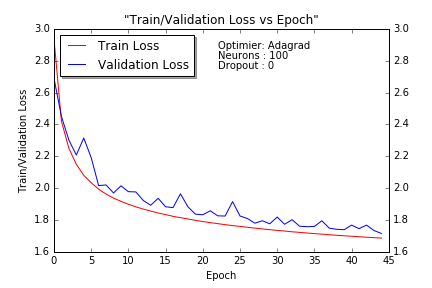 "Train/Validation Loss vs Epoch"
3.0
2.8
2.6
2.4
2.2
2.0
1.8
1.6
Train/Validation Loss
Train Loss
Validation Loss
Optimier: Adagrad
Neurons : 100
Dropout : 0
3.0
2.8
2.6
2.4
2.2
2.0
1.8
1.6
0 5 10 15 20 25 30 35 40 45
Epoch